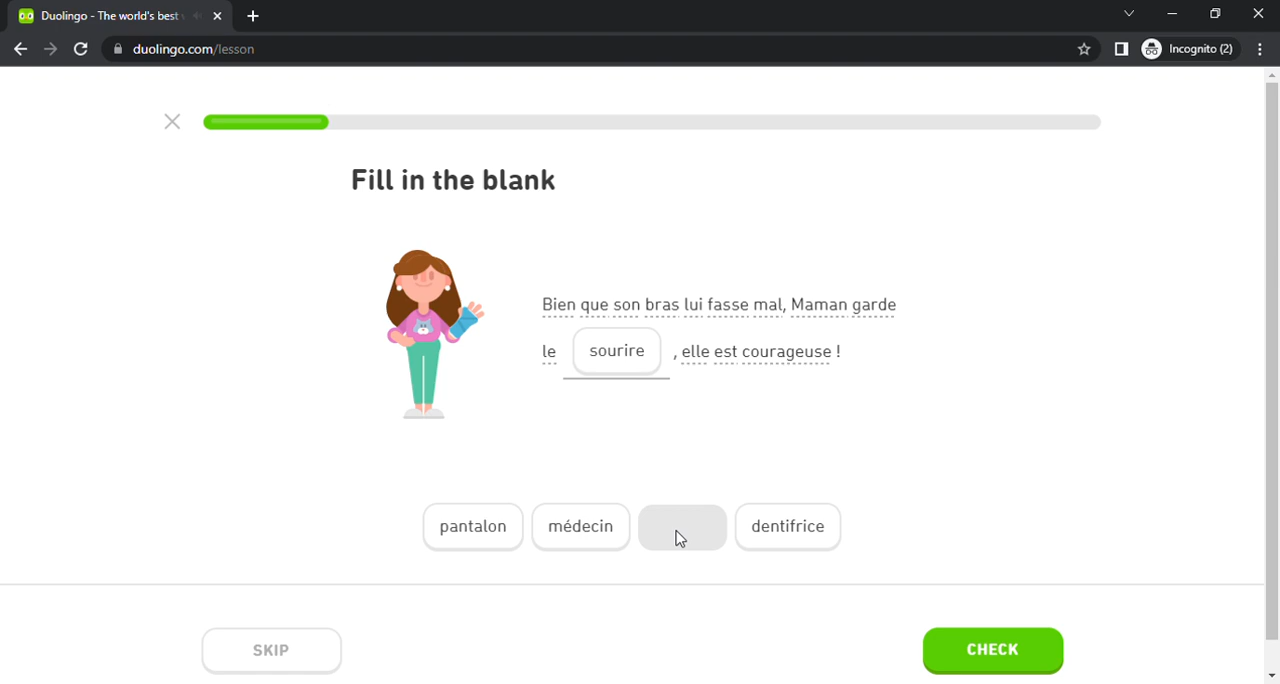 Duolingo - The world's best
duolingo.com/lesson
Incognito (2)
Fill in the blank
Bien que son bras lui fasse mal, Maman garde
le sourire , elle est courageuse !
pantalon médecin dentifrice
SKIP CHECK